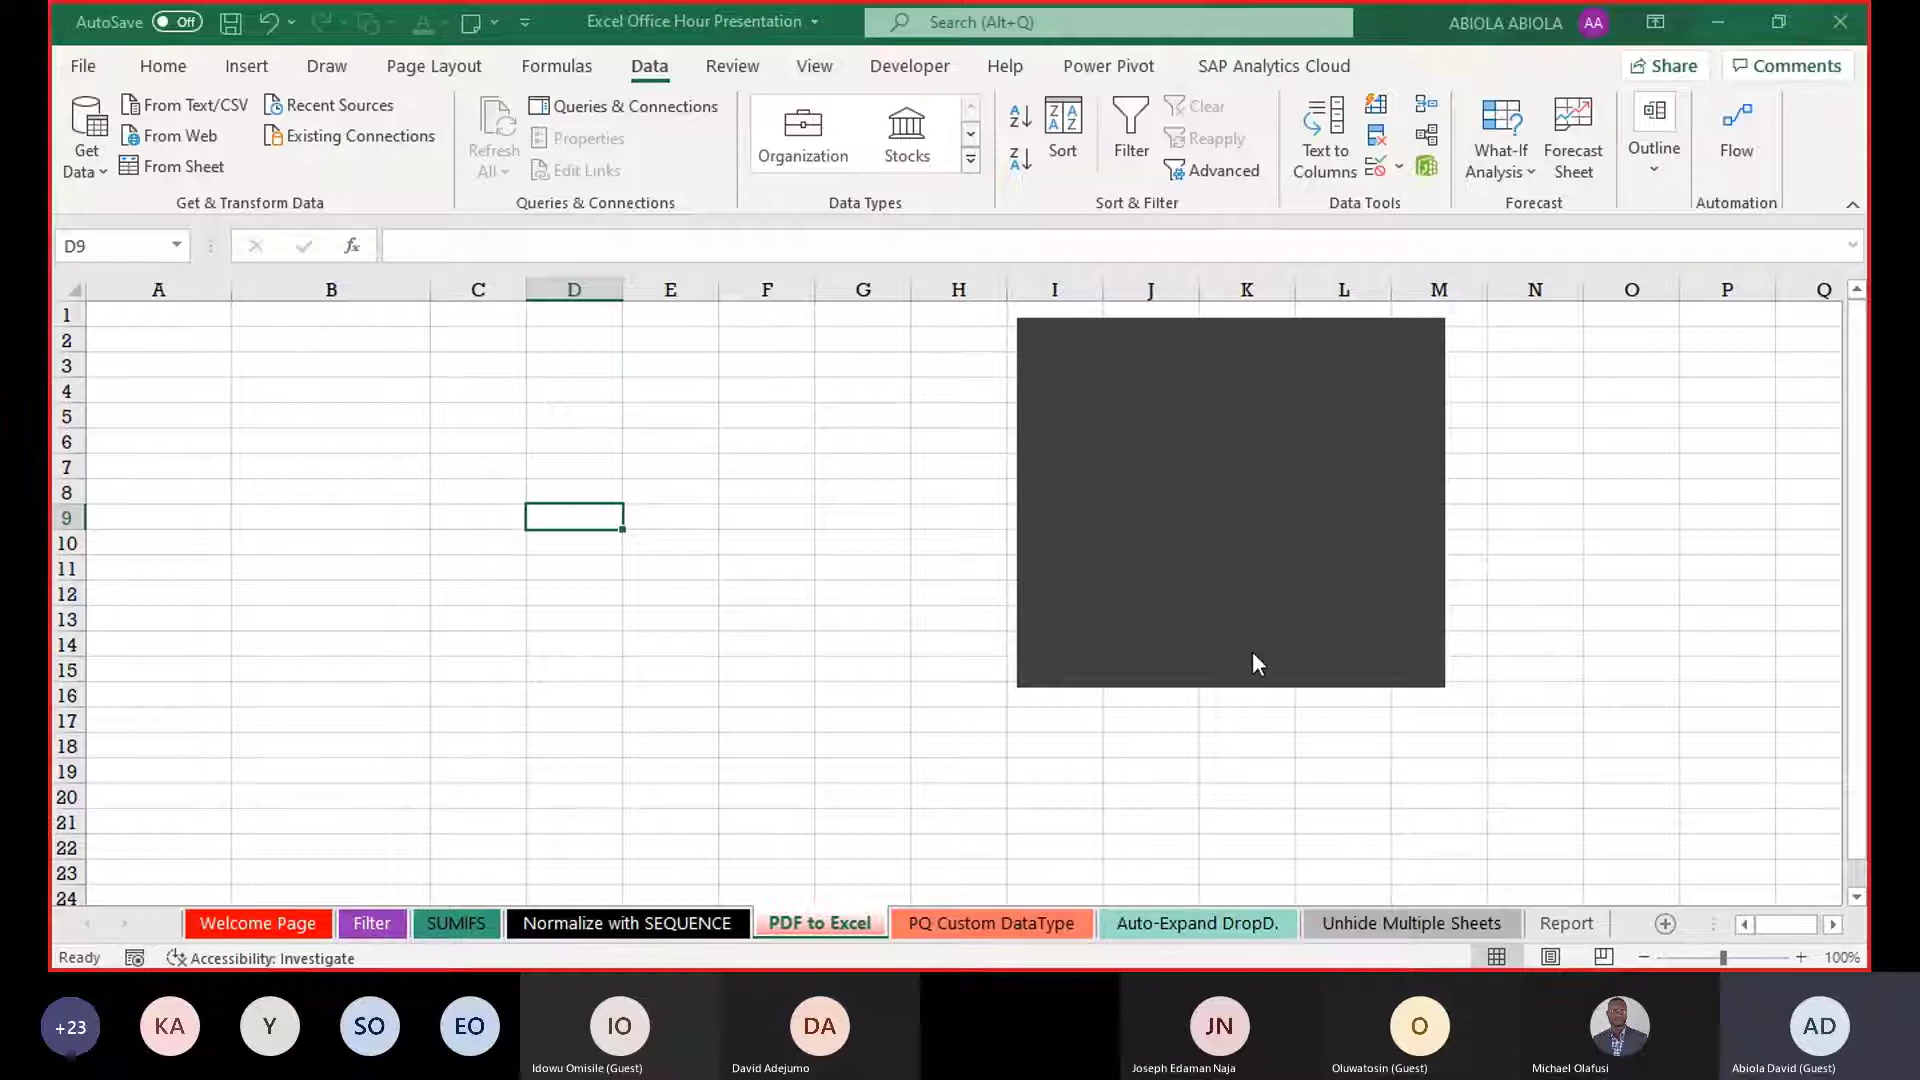 AutoSave Off Excel Office Hour Presentation Search (Alt+Q) ABIOLA ABIOLA AA
File Home Insert Draw Page Layout Formulas Data Review View Developer Help Power Pivot SAP Analytics Cloud Share Comments
Get Data
From Text/CSV
From Web
From Sheet
Recent Sources
Existing Connections
Get & Transform Data
Refresh All
Queries & Connections
Properties
Edit Links
Queries & Connections
Organization Stocks
Data Types
Sort
Filter
Clear
Reapply
Advanced
Sort & Filter
Text to Columns
Data Tools
What-If Analysis
Forecast Sheet
Forecast
Outline
Flow
Automation
D9 fx
A B C D E F G H I J K L M N O P Q
1
2
3
4
5
6
7
8
9
10
11
12
13
14
15
16
17
18
19
20
21
22
23
24
Welcome Page Filter SUMIFS Normalize with SEQUENCE PDF to Excel PQ Custom DataType Auto-Expand DropD. Unhide Multiple Sheets Report
Ready Accessibility: Investigate 100%
+23 KA Y SO EO IO DA JN O AD
Idowu Omisile (Guest) David Adejumo Joseph Edaman Naja Oluwatosin (Guest) Michael Olafusi Abiola David (Guest)